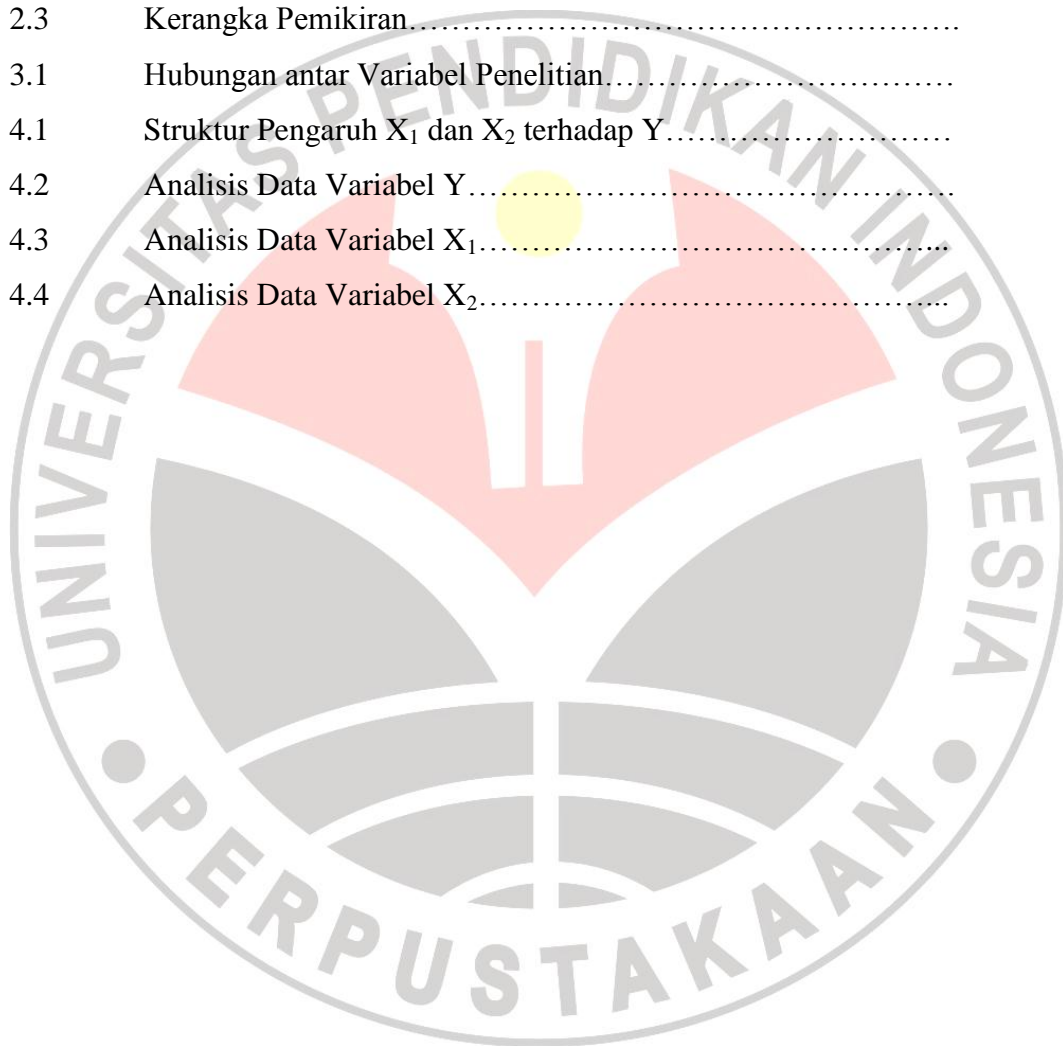 2.3 Kerangka Pemikiran……………………………………………….
3.1 Hubungan antar Variabel Penelitian……………………………
4.1 Struktur Pengaruh X₁ dan X₂ terhadap Y………………………
4.2 Analisis Data Variabel Y……………………………………….
4.3 Analisis Data Variabel X₁……………………………………...
4.4 Analisis Data Variabel X₂……………………………………...
UNIVERSITAS PENDIDIKAN INDONESIA
PERPUSTAKAAN